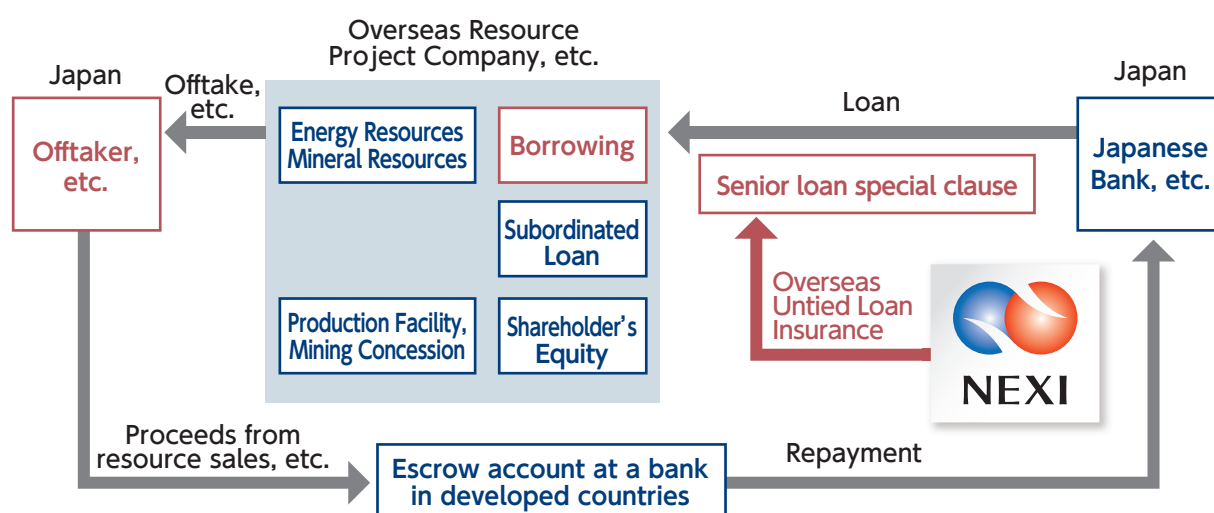 Overseas Resource
Project Company, etc.
Japan
Offtake,
etc.
Offtaker,
etc.
Energy Resources
Mineral Resources
Borrowing
Subordinated
Loan
Production Facility,
Mining Concession
Shareholder's
Equity
Loan
Japan
Japanese
Bank, etc.
Senior loan special clause
Overseas
Untied Loan
Insurance
NEXI
Proceeds from
resource sales, etc.
Escrow account at a bank
in developed countries
Repayment